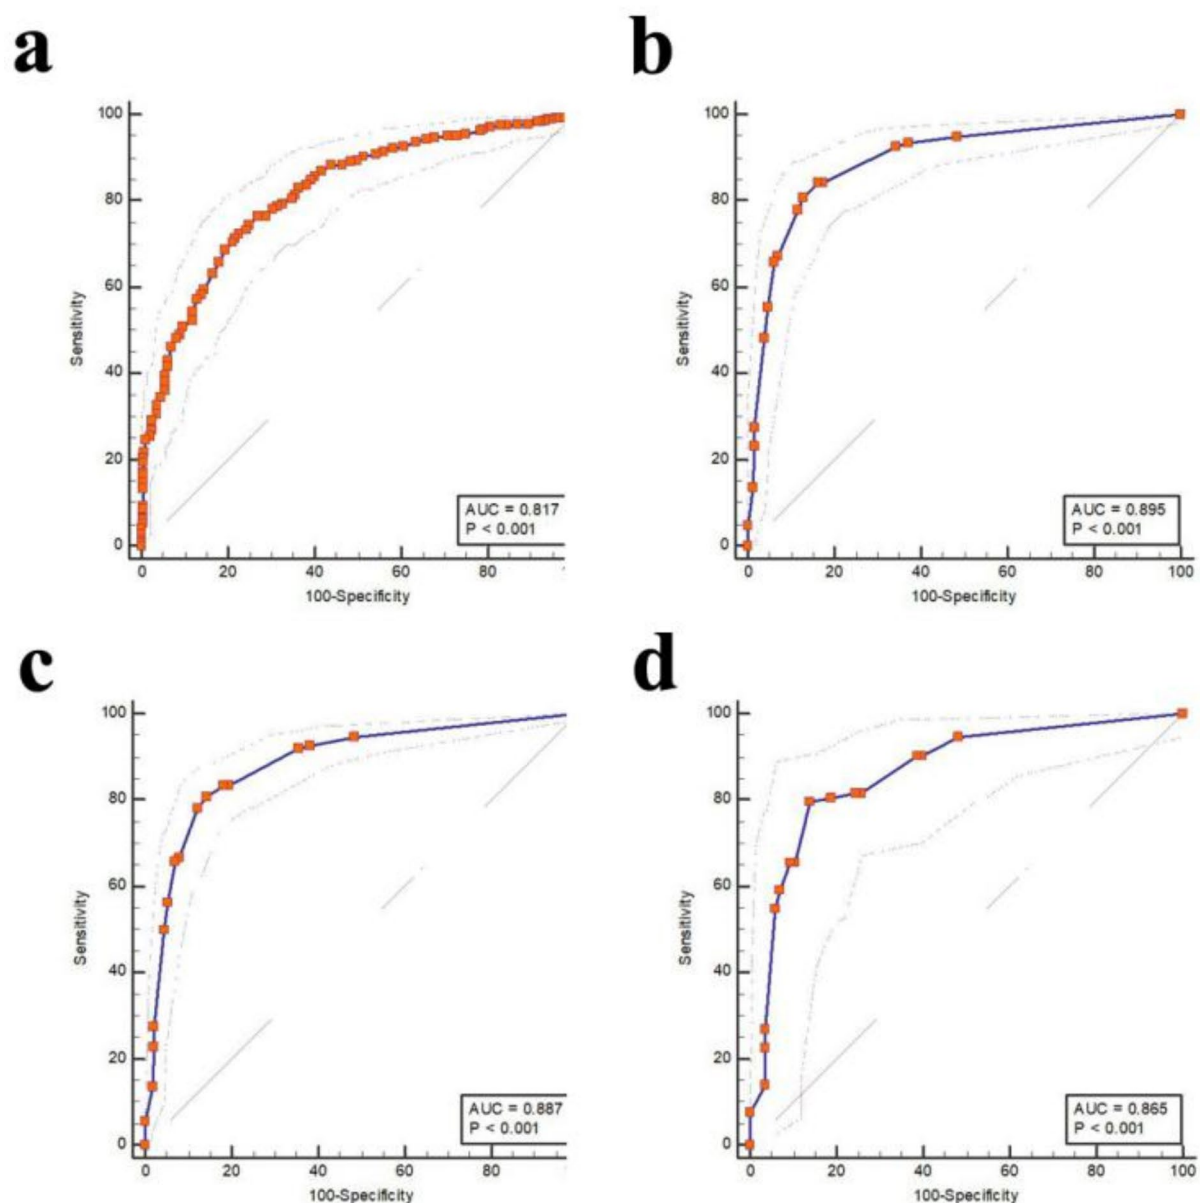 a
b
100
80
60
40
20
0
Sensitivity
AUC = 0.817
P < 0.001
0 20 40 60 80
100-Specificity
100
80
60
40
20
0
Sensitivity
AUC = 0.895
P < 0.001
0 20 40 60 80 100
100-Specificity
c
d
100
80
60
40
20
0
Sensitivity
AUC = 0.887
P < 0.001
0 20 40 60 80
100-Specificity
100
80
60
40
20
0
Sensitivity
AUC = 0.865
P < 0.001
0 20 40 60 80 100
100-Specificity